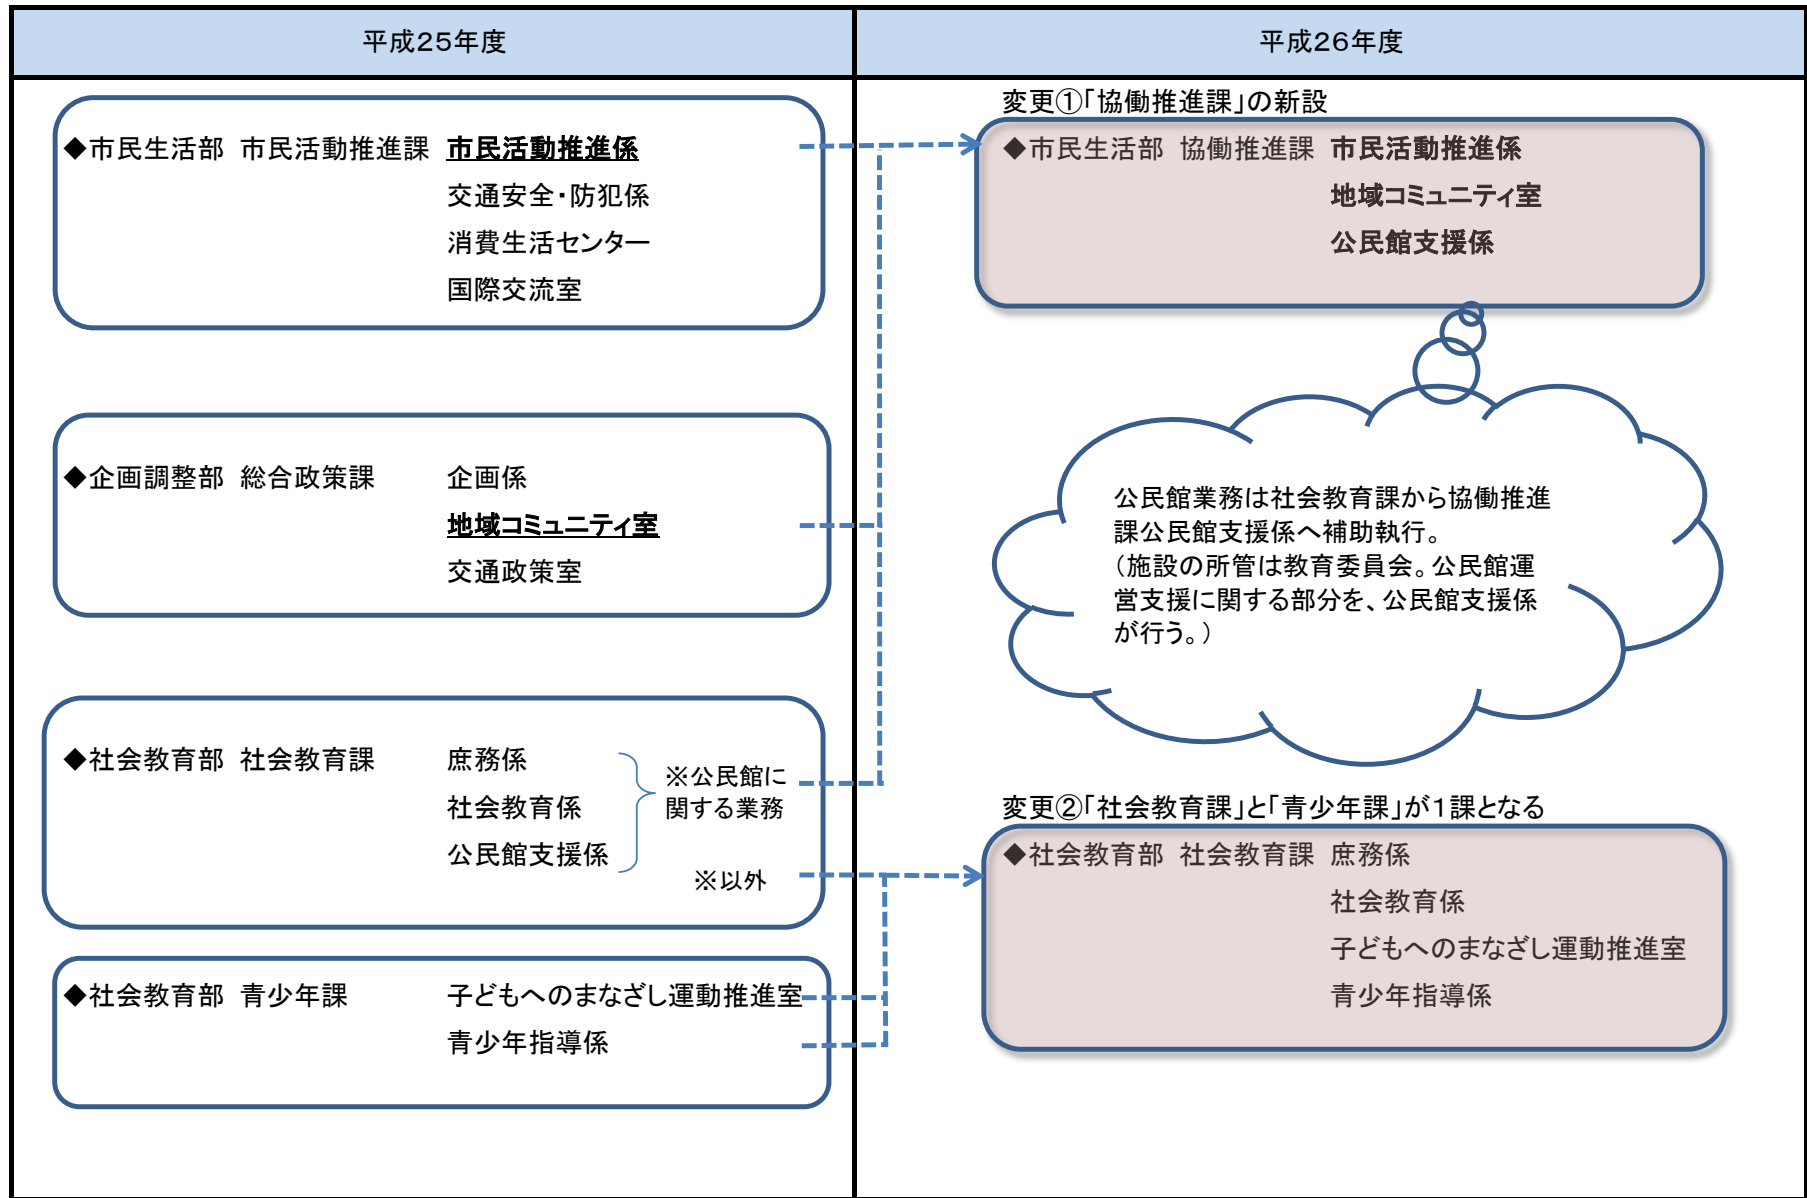 平成25年度
平成26年度
◆市民生活部 市民活動推進課 市民活動推進係
交通安全・防犯係
消費生活センター
国際交流室
◆企画調整部 総合政策課 企画係
地域コミュニティ室
交通政策室
◆社会教育部 社会教育課 庶務係
社会教育係
公民館支援係
※公民館に
関する業務
※以外
◆社会教育部 青少年課 子どもへのまなざし運動推進室
青少年指導係
変更①「協働推進課」の新設
◆市民生活部 協働推進課 市民活動推進係
地域コミュニティ室
公民館支援係
公民館業務は社会教育課から協働推進
課公民館支援係へ補助執行。
（施設の所管は教育委員会。公民館運
営支援に関する部分を、公民館支援係
が行う。）
変更②「社会教育課」と「青少年課」が1課となる
◆社会教育部 社会教育課 庶務係
社会教育係
子どもへのまなざし運動推進室
青少年指導係